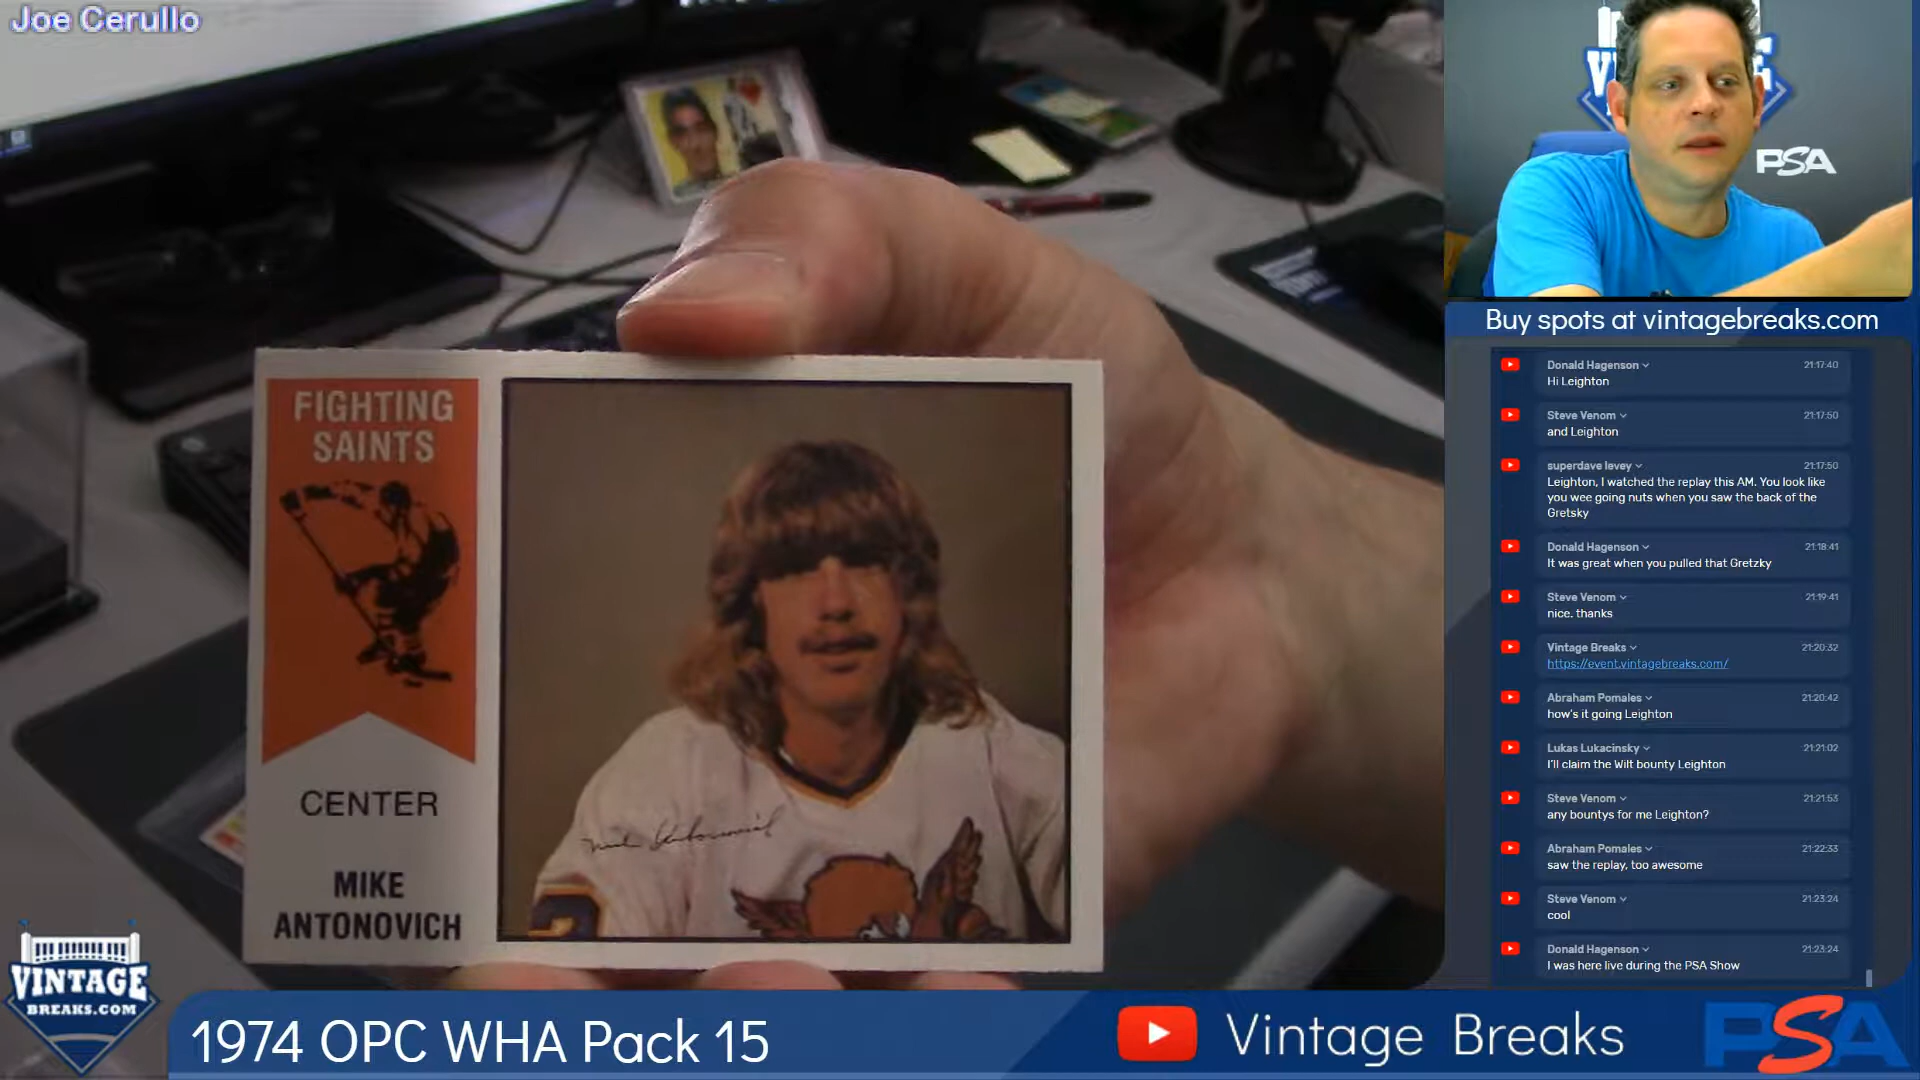 Joe Cerullo
FIGHTING
SAINTS
CENTER
MIKE
ANTONOVICH
Mike Antonovich
PSA
Buy spots at vintagebreaks.com
Donald Hagenson 21:17:40
Hi Leighton
Steve Venom 21:17:50
and Leighton
superdave levey 21:17:50
Leighton, I watched the replay this AM. You look like
you wee going nuts when you saw the back of the
Gretsky
Donald Hagenson 21:18:41
It was great when you pulled that Gretzky
Steve Venom 21:19:41
nice. thanks
Vintage Breaks 21:20:32
https://event.vintagebreaks.com/
Abraham Pomales 21:20:42
how's it going Leighton
Lukas Lukacinsky 21:21:02
I'll claim the Wilt bounty Leighton
Steve Venom 21:21:53
any bountys for me Leighton?
Abraham Pomales 21:22:33
saw the replay, too awesome
Steve Venom 21:23:24
cool
Donald Hagenson 21:23:24
I was here live during the PSA Show
VINTAGE
BREAKS.COM
1974 OPC WHA Pack 15
Vintage Breaks
PSA